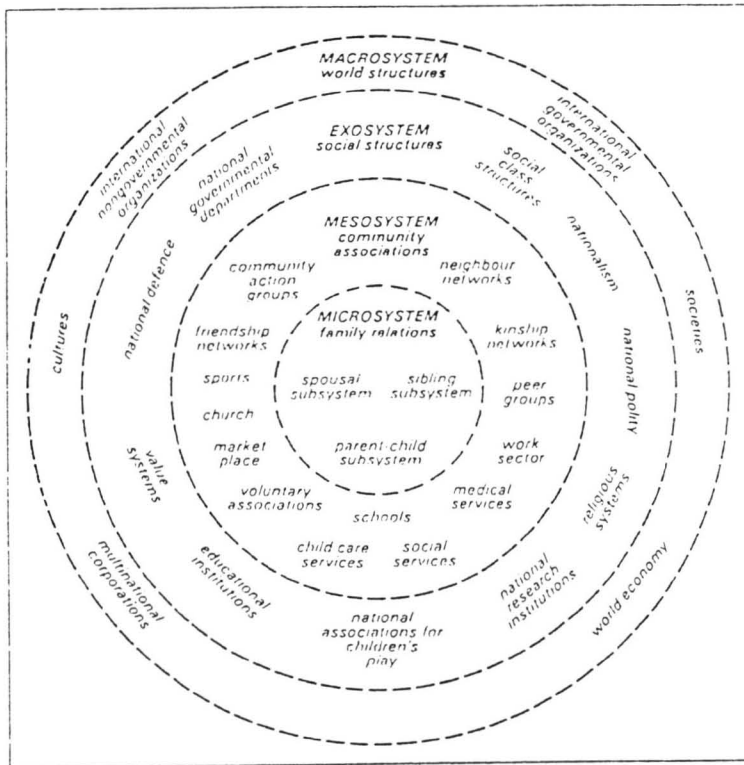 MACROSYSTEM
world structures
international
nongovernmental
organizations
international
governmental
organizations
cultures
societies
multinational
corporations
world economy
EXOSYSTEM
social structures
national
governmental
departments
social
class
structures
national defence
nationalism
national polity
value
systems
religious
systems
educational
institutions
national
research
institutions
national
associations for
children's
play
MESOSYSTEM
community
associations
community
action
groups
neighbour
networks
friendship
networks
kinship
networks
sports
peer
groups
church
market
place
work
sector
voluntary
associations
medical
services
schools
child care
services
social
services
MICROSYSTEM
family relations
spousal
subsystem
sibling
subsystem
parent-child
subsystem